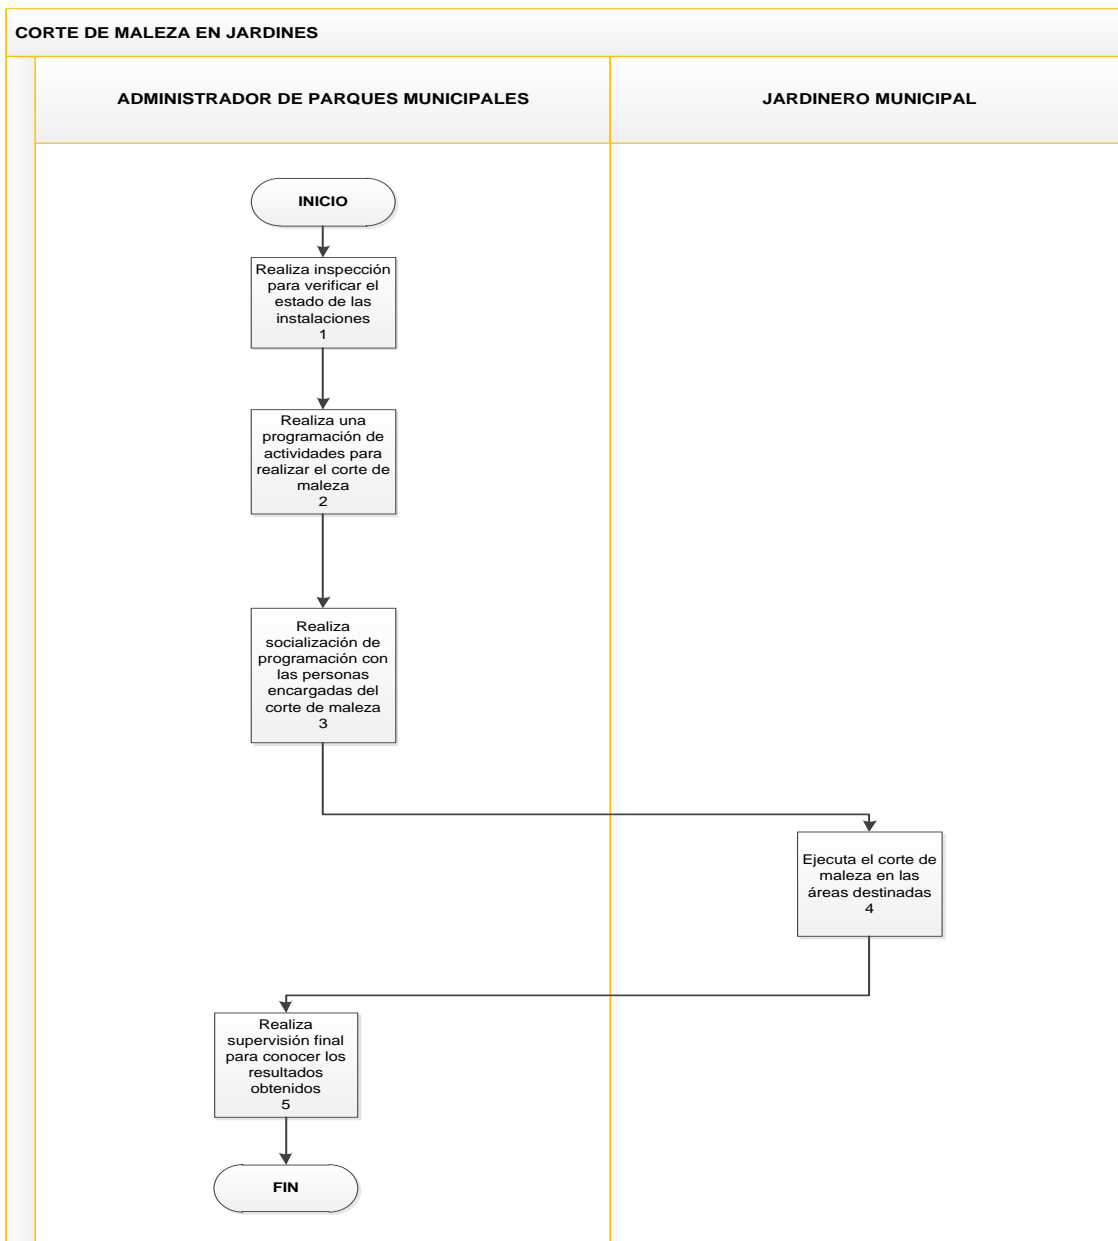 CORTE DE MALEZA EN JARDINES
ADMINISTRADOR DE PARQUES MUNICIPALES
JARDINERO MUNICIPAL
INICIO
Realiza inspección
para verificar el
estado de las
instalaciones
1
Realiza una
programación de
actividades para
realizar el corte de
maleza
2
Realiza
socialización de
programación con
las personas
encargadas del
corte de maleza
3
Ejecuta el corte de
maleza en las
áreas destinadas
4
Realiza
supervisión final
para conocer los
resultados
obtenidos
5
FIN